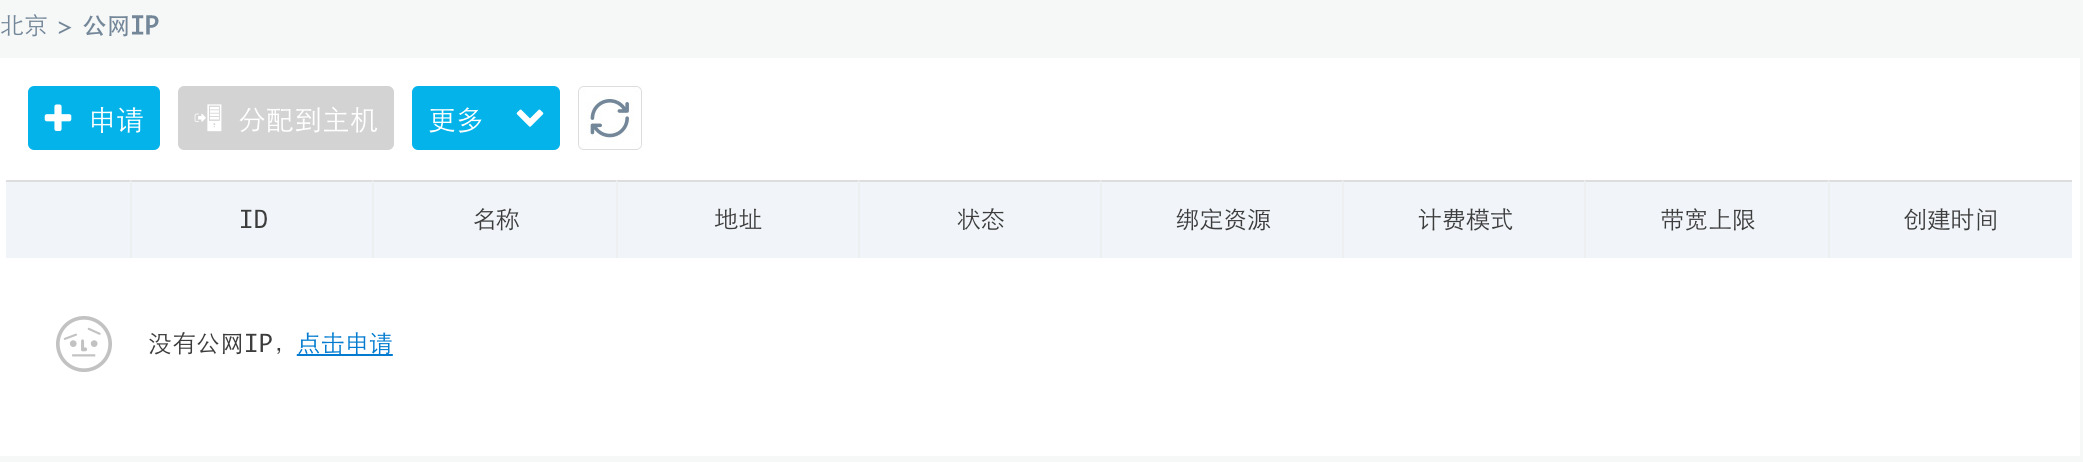 北京 > 公网IP
申请 分配到主机 更多
ID 名称 地址 状态 绑定资源 计费模式 带宽上限 创建时间
没有公网IP，点击申请